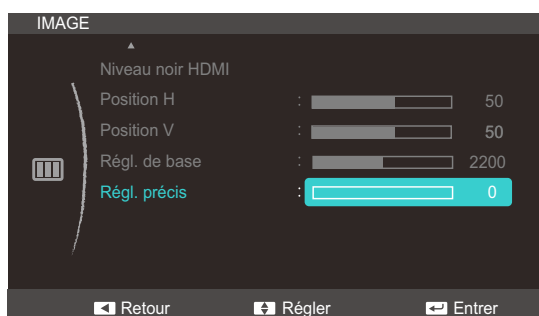 IMAGE
Niveau noir HDMI
Position H : 50
Position V : 50
Régl. de base : 2200
Régl. précis : 0
Retour Régler Entrer